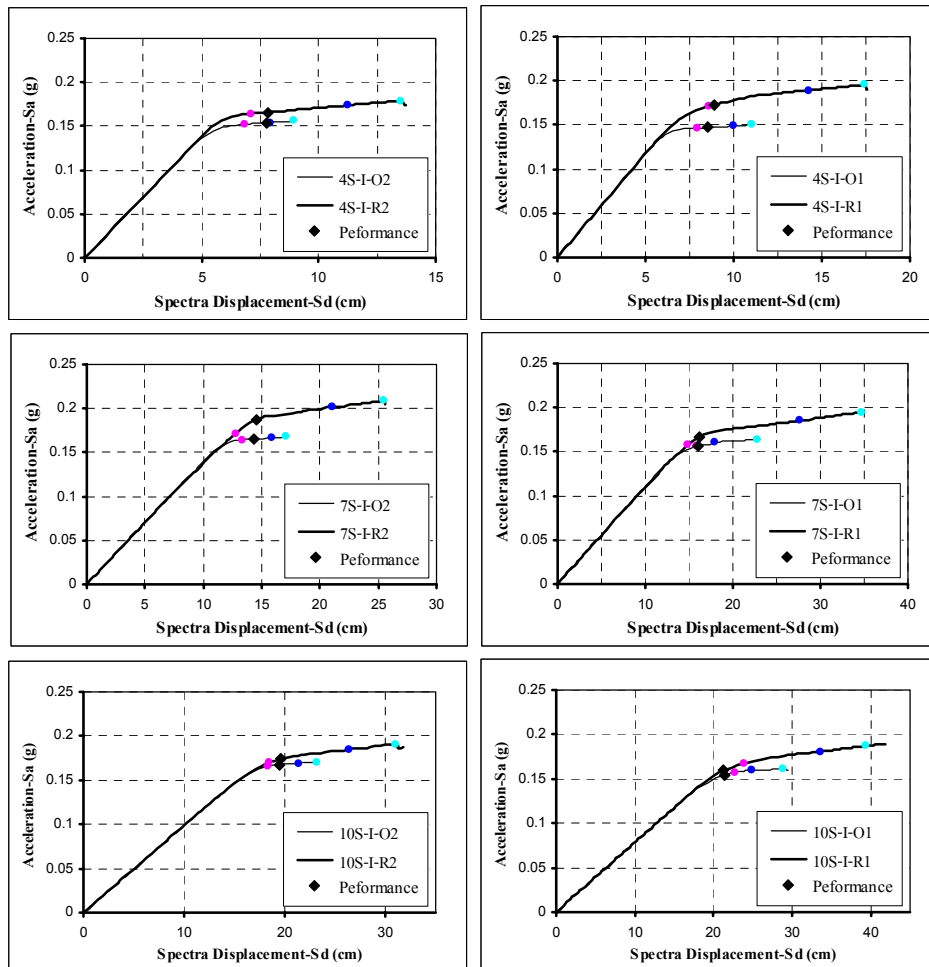 0.25
0.2
0.15
0.1
0.05
0
Acceleration-Sa (g)
4S-I-O2
4S-I-R2
Peformance
0 5 10 15
Spectra Displacement-Sd (cm)
0.25
0.2
0.15
0.1
0.05
0
Acceleration-Sa (g)
4S-I-O1
4S-I-R1
Peformance
0 5 10 15 20
Spectra Displacement-Sd (cm)
0.25
0.2
0.15
0.1
0.05
0
Acceleration-Sa (g)
7S-I-O2
7S-I-R2
Peformance
0 5 10 15 20 25 30
Spectra Displacement-Sd (cm)
0.25
0.2
0.15
0.1
0.05
0
Acceleration-Sa (g)
7S-I-O1
7S-I-R1
Peformance
0 10 20 30 40
Spectra Displacement-Sd (cm)
0.25
0.2
0.15
0.1
0.05
0
Acceleration-Sa (g)
10S-I-O2
10S-I-R2
Peformance
0 10 20 30
Spectra Displacement-Sd (cm)
0.25
0.2
0.15
0.1
0.05
0
Acceleration-Sa (g)
10S-I-O1
10S-I-R1
Peformance
0 10 20 30 40
Spectra Displacement-Sd (cm)